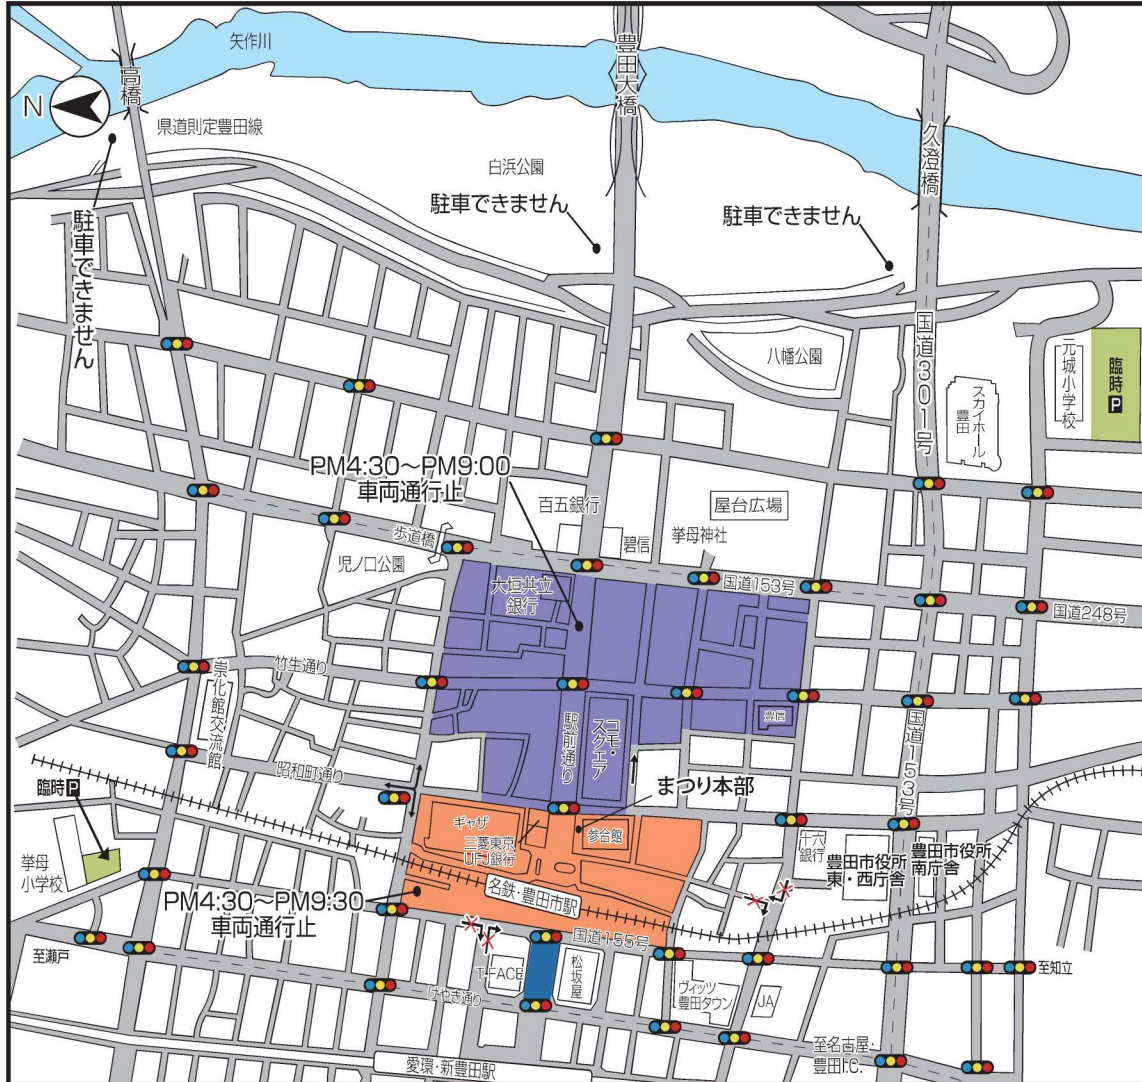 矢作川
高橋
豊田大橋
久澄橋
N
県道則定豊田線
白浜公園
駐車できません
駐車できません
駐車できません
国道301号
八幡公園
元城小学校
臨時P
スカイホール
豊田
PM4:30〜PM9:00
車両通行止
百五銀行
碧信
屋台広場
挙母神社
歩道橋
児ノ口公園
大垣共立
銀行
国道153号
国道248号
竹生通り
崇化館交流館
駅前通り
コモ・
スクエア
豊信
国道153号
昭和町通り
臨時P
まつり本部
ギャザ
三菱東京
UFJ銀行
参合館
十六
銀行
豊田市役所
東・西庁舎
豊田市役所
南庁舎
挙母
小学校
PM4:30〜PM9:30
車両通行止
名鉄・豊田市駅
国道155号
至瀬戸
T-FACE
松坂屋
至知立
けやき通り
ヴィッツ
豊田タウン
JA
愛環・新豊田駅
至名古屋・
豊田I.C.